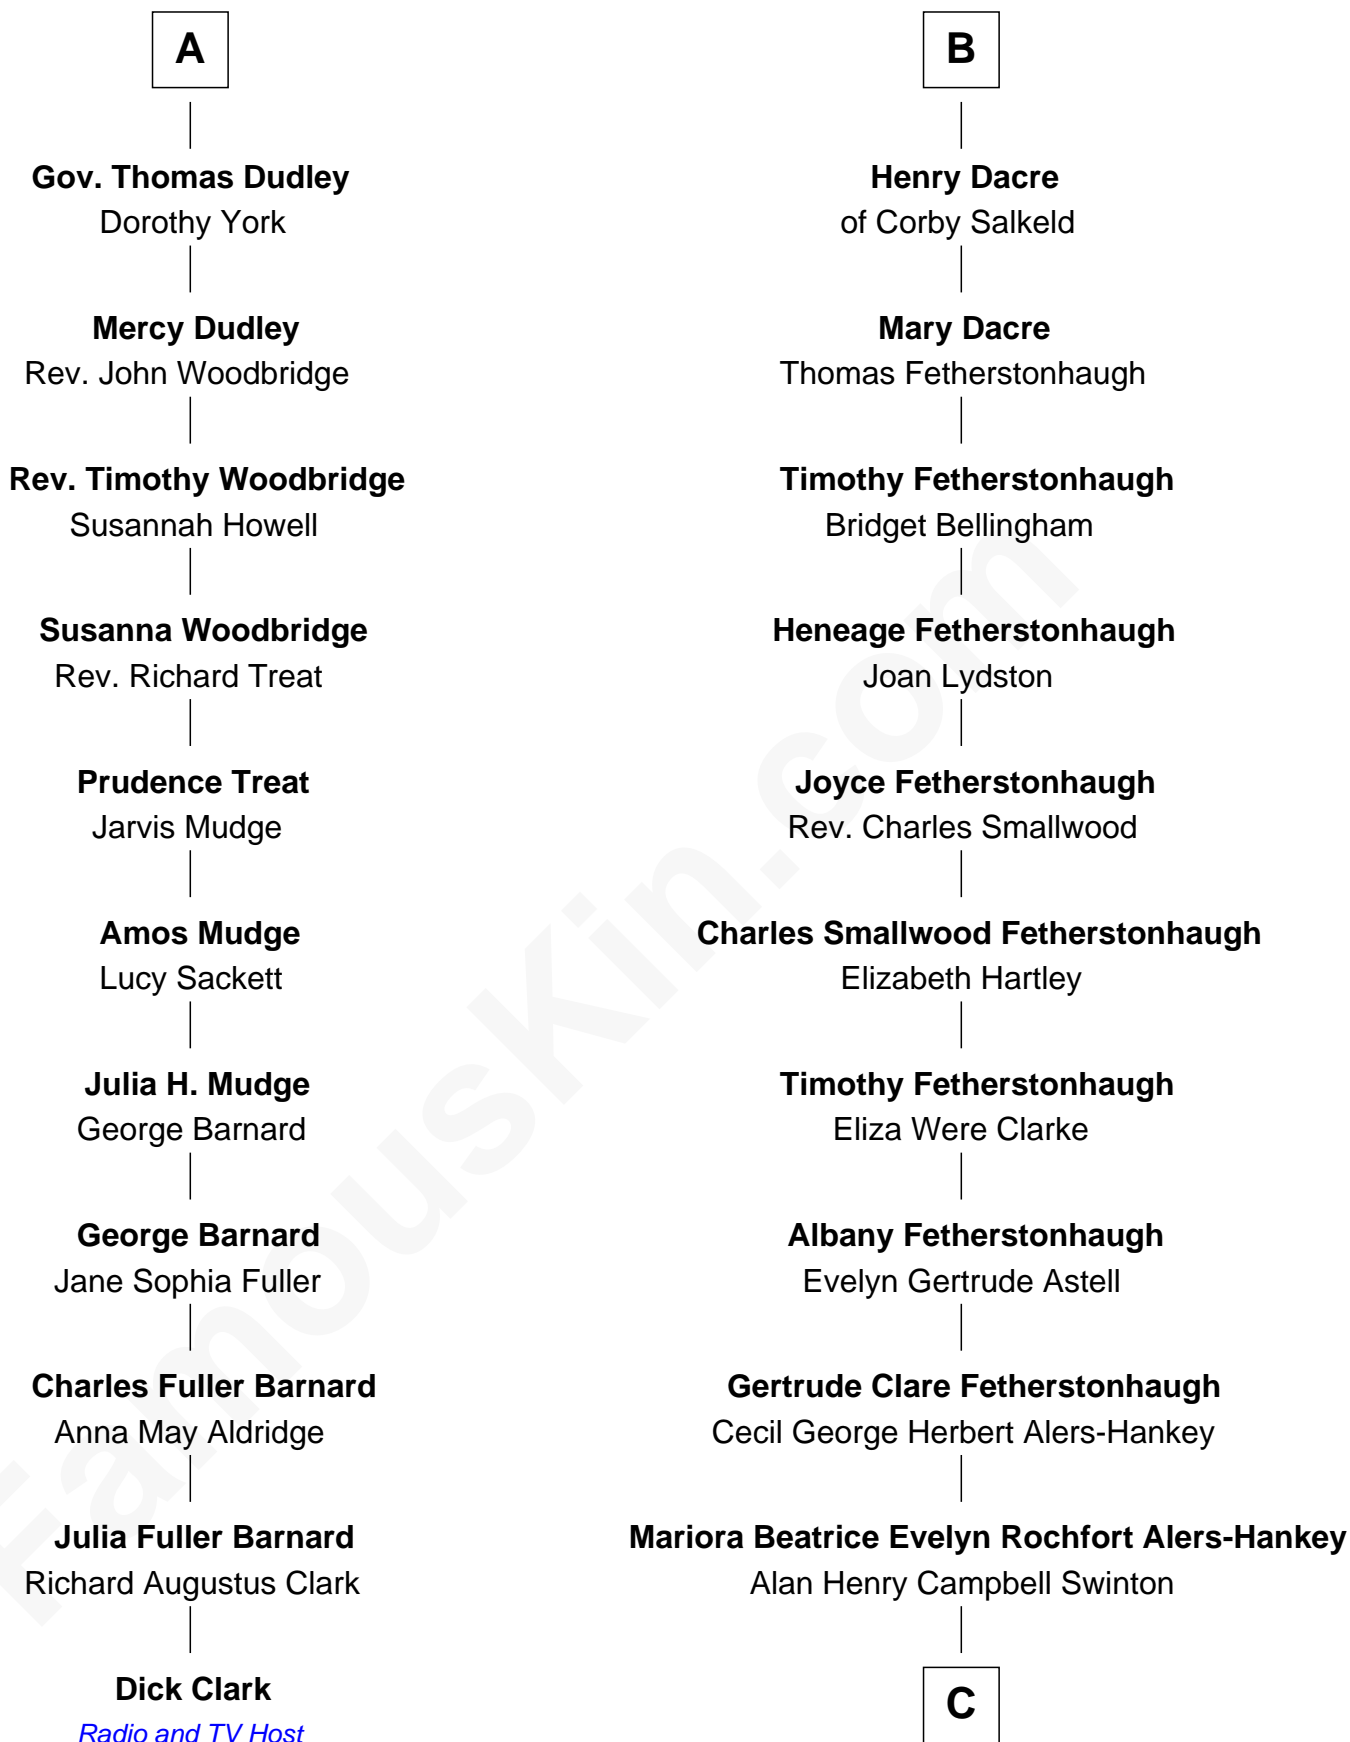 A
Gov. Thomas Dudley
Dorothy York
Mercy Dudley
Rev. John Woodbridge
Rev. Timothy Woodbridge
Susannah Howell
Susanna Woodbridge
Rev. Richard Treat
Prudence Treat
Jarvis Mudge
Amos Mudge
Lucy Sackett
Julia H. Mudge
George Barnard
George Barnard
Jane Sophia Fuller
Charles Fuller Barnard
Anna May Aldridge
Julia Fuller Barnard
Richard Augustus Clark
Dick Clark
Radio and TV Host
B
Henry Dacre
of Corby Salkeld
Mary Dacre
Thomas Fetherstonhaugh
Timothy Fetherstonhaugh
Bridget Bellingham
Heneage Fetherstonhaugh
Joan Lydston
Joyce Fetherstonhaugh
Rev. Charles Smallwood
Charles Smallwood Fetherstonhaugh
Elizabeth Hartley
Timothy Fetherstonhaugh
Eliza Were Clarke
Albany Fetherstonhaugh
Evelyn Gertrude Astell
Gertrude Clare Fetherstonhaugh
Cecil George Herbert Alers-Hankey
Mariora Beatrice Evelyn Rochfort Alers-Hankey
Alan Henry Campbell Swinton
C
FamousKin.com